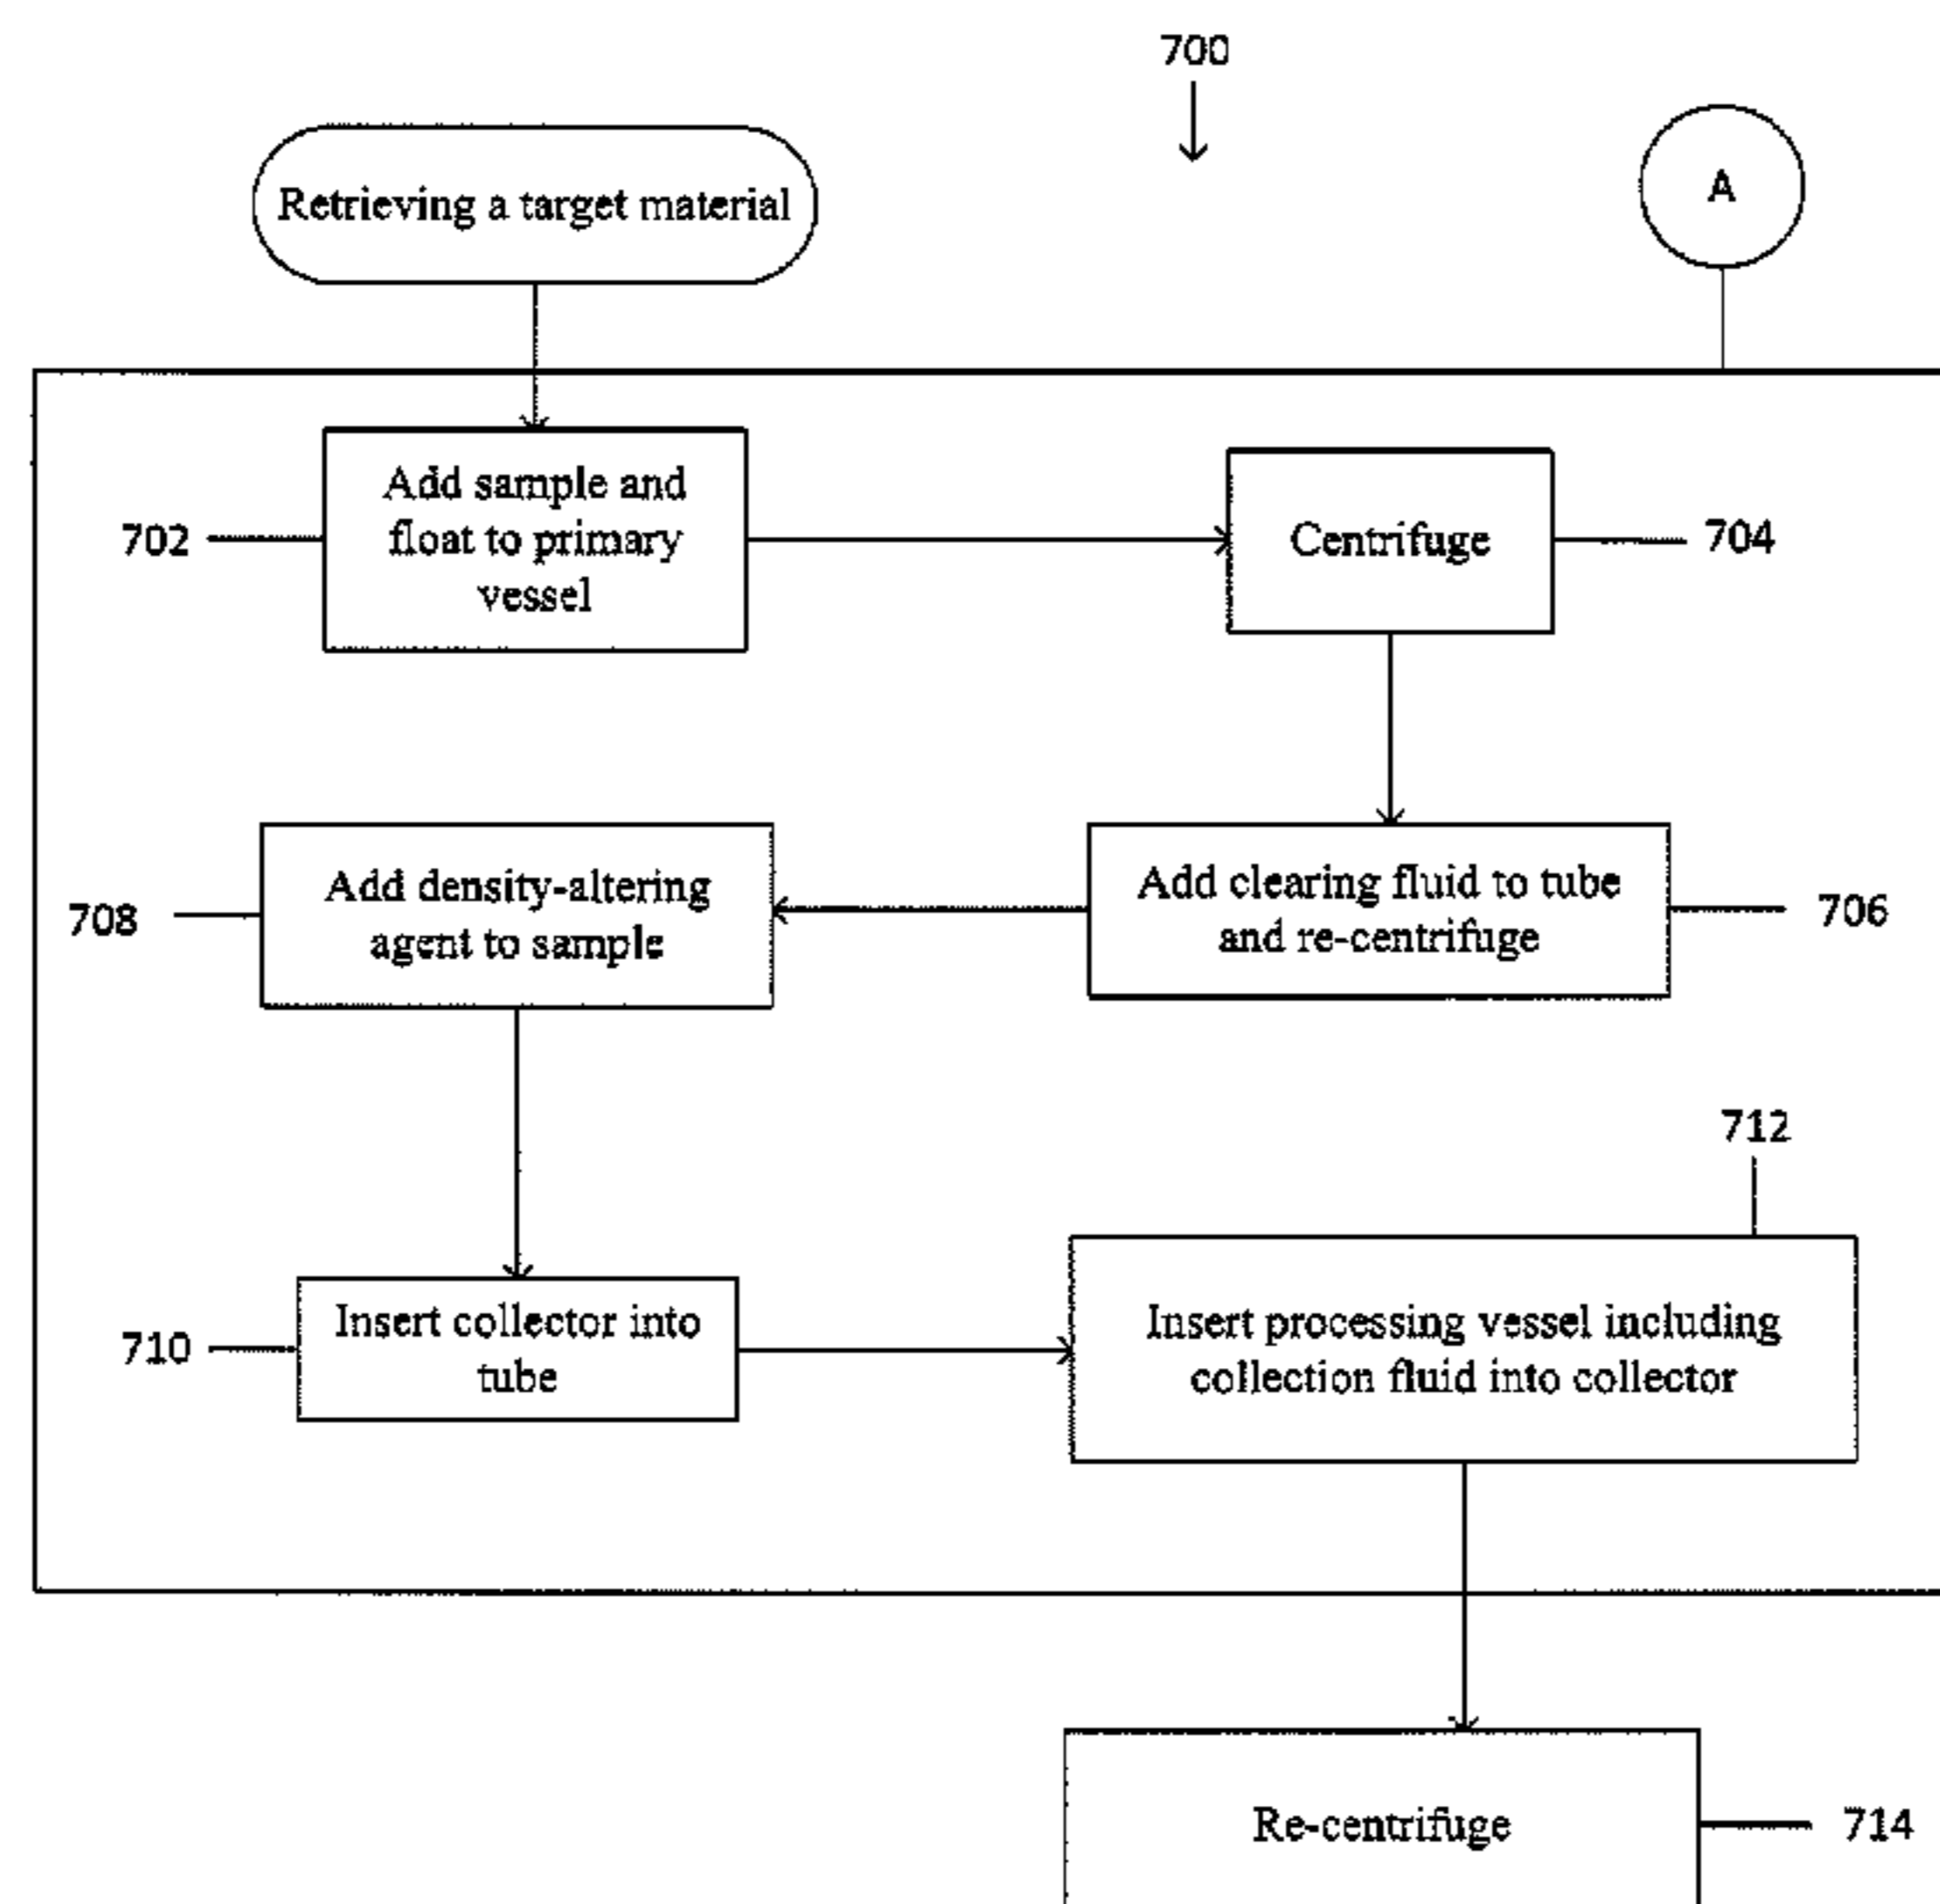 700
Retrieving a target material
A
702
Add sample and
float to primary
vessel
Centrifuge
704
708
Add density-altering
agent to sample
Add clearing fluid to tube
and re-centrifuge
706
710
Insert collector into
tube
712
Insert processing vessel including
collection fluid into collector
Re-centrifuge
714